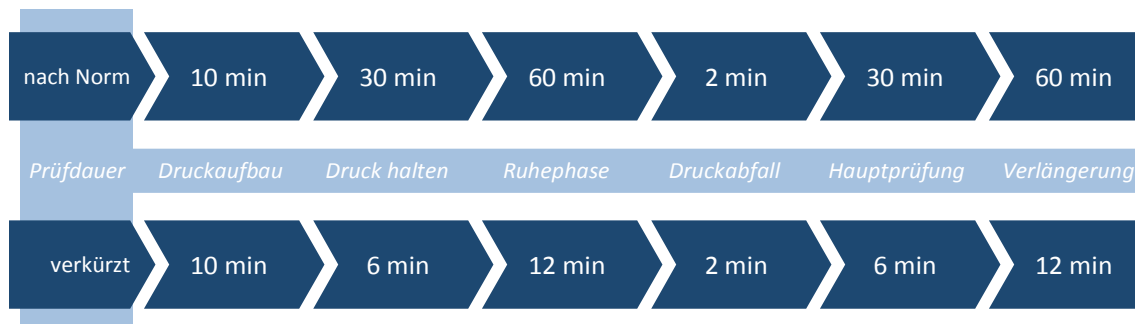 nach Norm 10 min 30 min 60 min 2 min 30 min 60 min
Prüfdauer Druckaufbau Druck halten Ruhephase Druckabfall Hauptprüfung Verlängerung
verkürzt 10 min 6 min 12 min 2 min 6 min 12 min